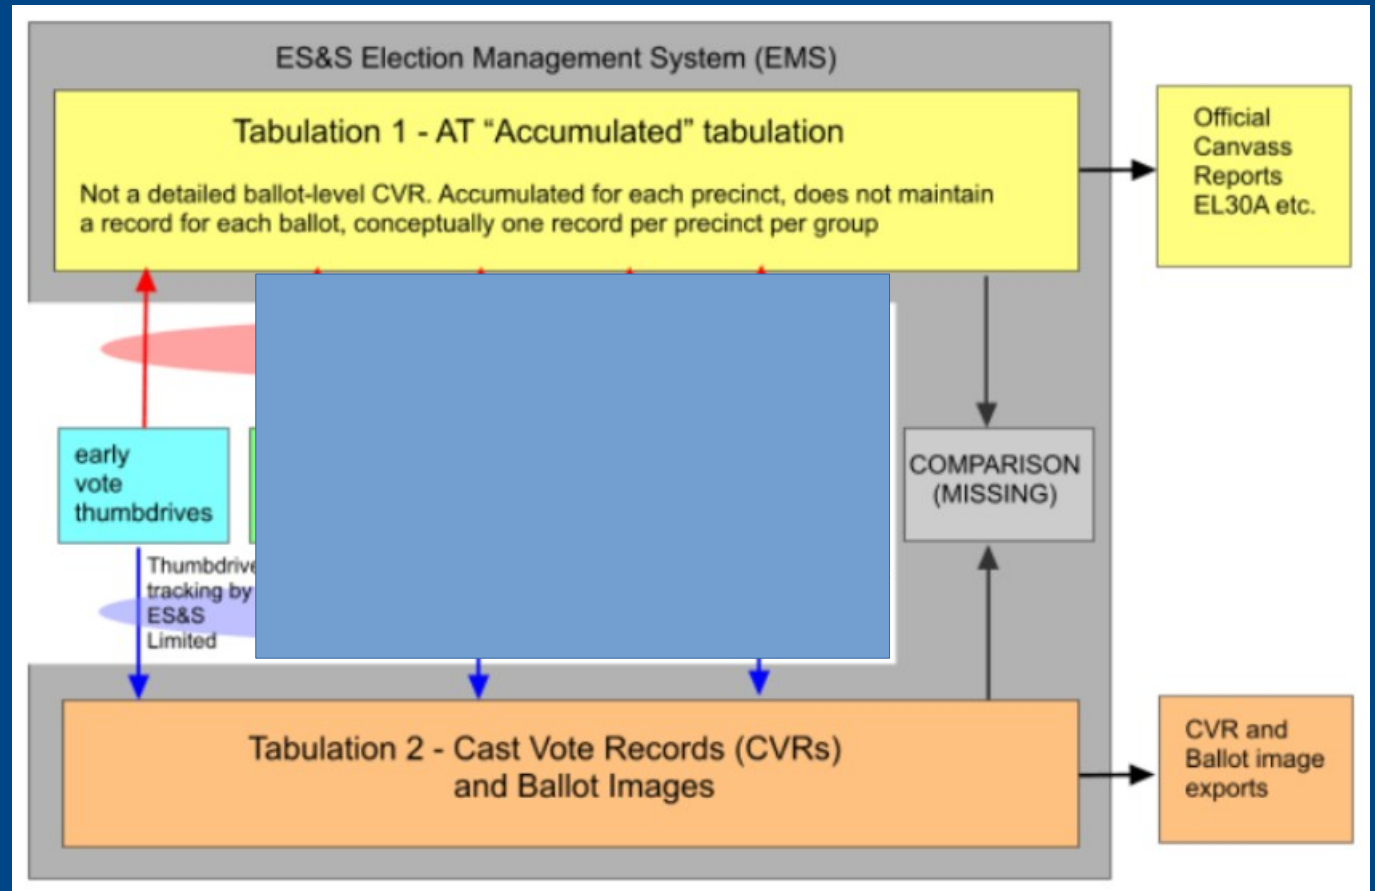 ES&S Election Management System (EMS)
Tabulation 1 - AT “Accumulated” tabulation
Not a detailed ballot-level CVR. Accumulated for each precinct, does not maintain
a record for each ballot, conceptually one record per precinct per group
Official
Canvass
Reports
EL30A etc.
early
vote
thumbdrives
COMPARISON
(MISSING)
Thumbdrive
tracking by
ES&S
Limited
Tabulation 2 - Cast Vote Records (CVRs)
and Ballot Images
CVR and
Ballot image
exports